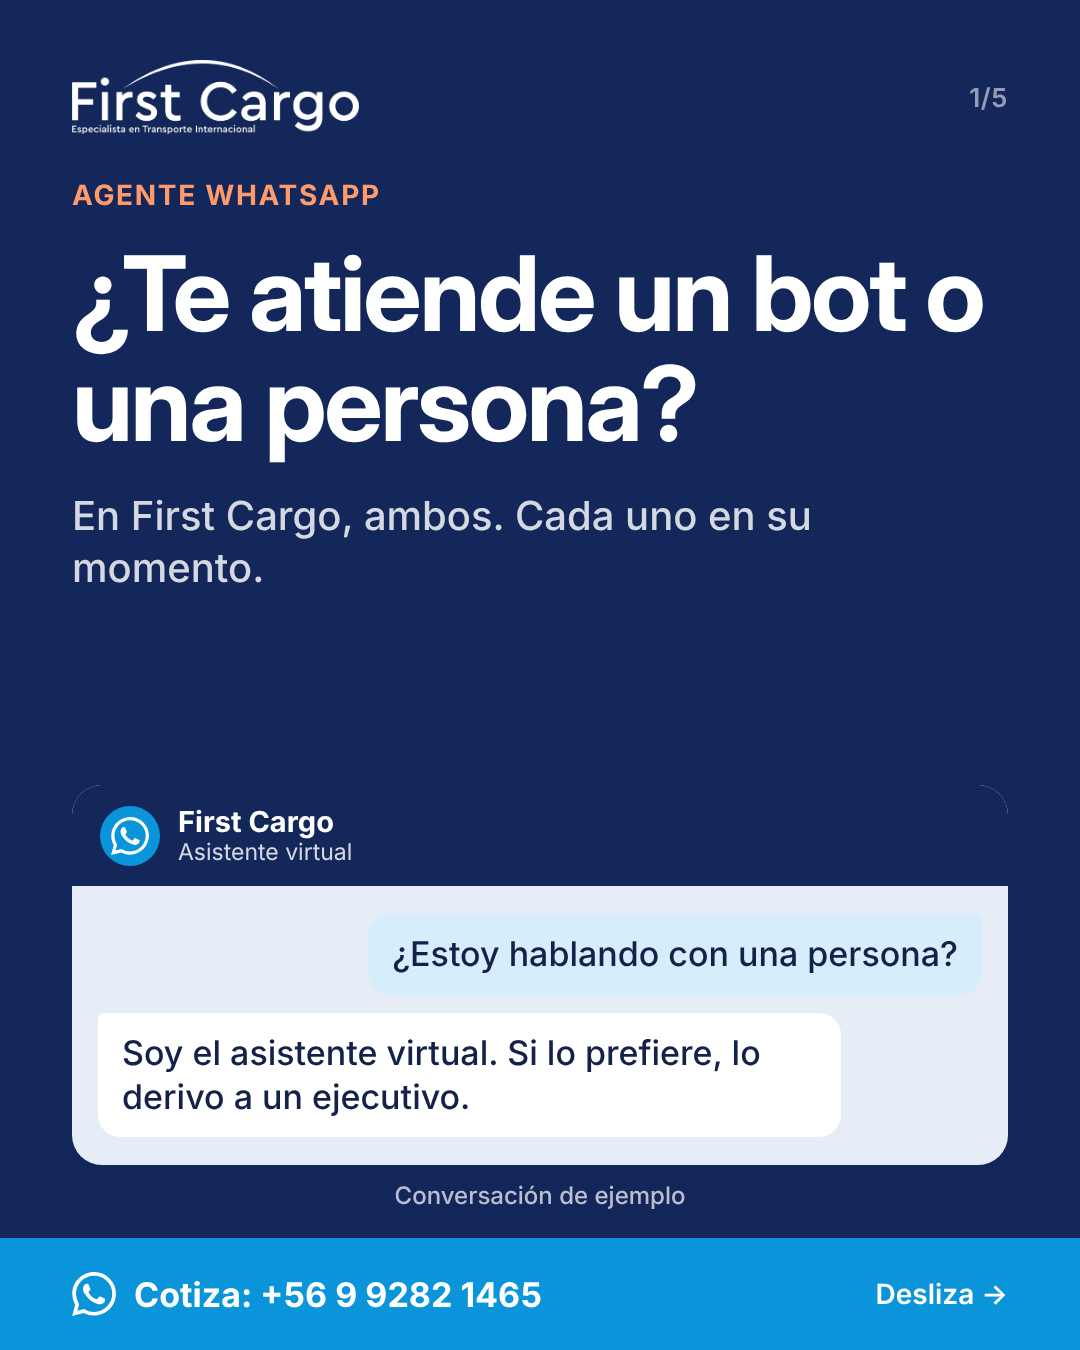 First Cargo
Especialista en Transporte Internacional
1/5
AGENTE WHATSAPP
¿Te atiende un bot o
una persona?
En First Cargo, ambos. Cada uno en su
momento.
First Cargo
Asistente virtual
¿Estoy hablando con una persona?
Soy el asistente virtual. Si lo prefiere, lo
derivo a un ejecutivo.
Conversación de ejemplo
Cotiza: +56 9 9282 1465
Desliza →